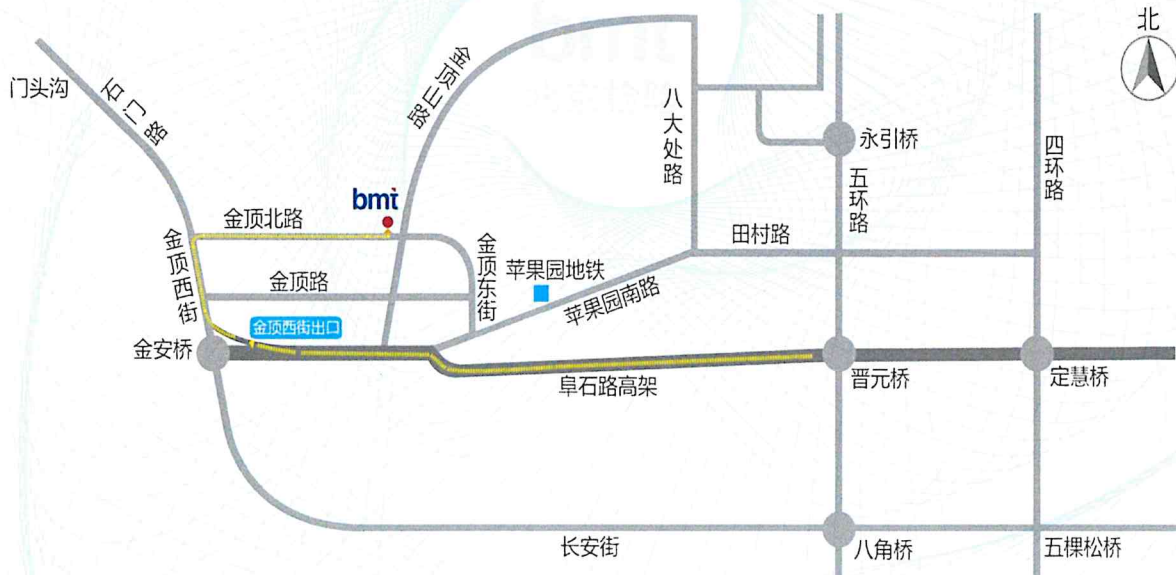 北
门头沟
石门路
金顶山路
八大处路
永引桥
五环路
四环路
bmt
金顶北路
金顶西街
金顶东街
田村路
苹果园地铁
金顶路
苹果园南路
金顶西街出口
金安桥
阜石路高架
晋元桥
定慧桥
长安街
八角桥
五棵松桥